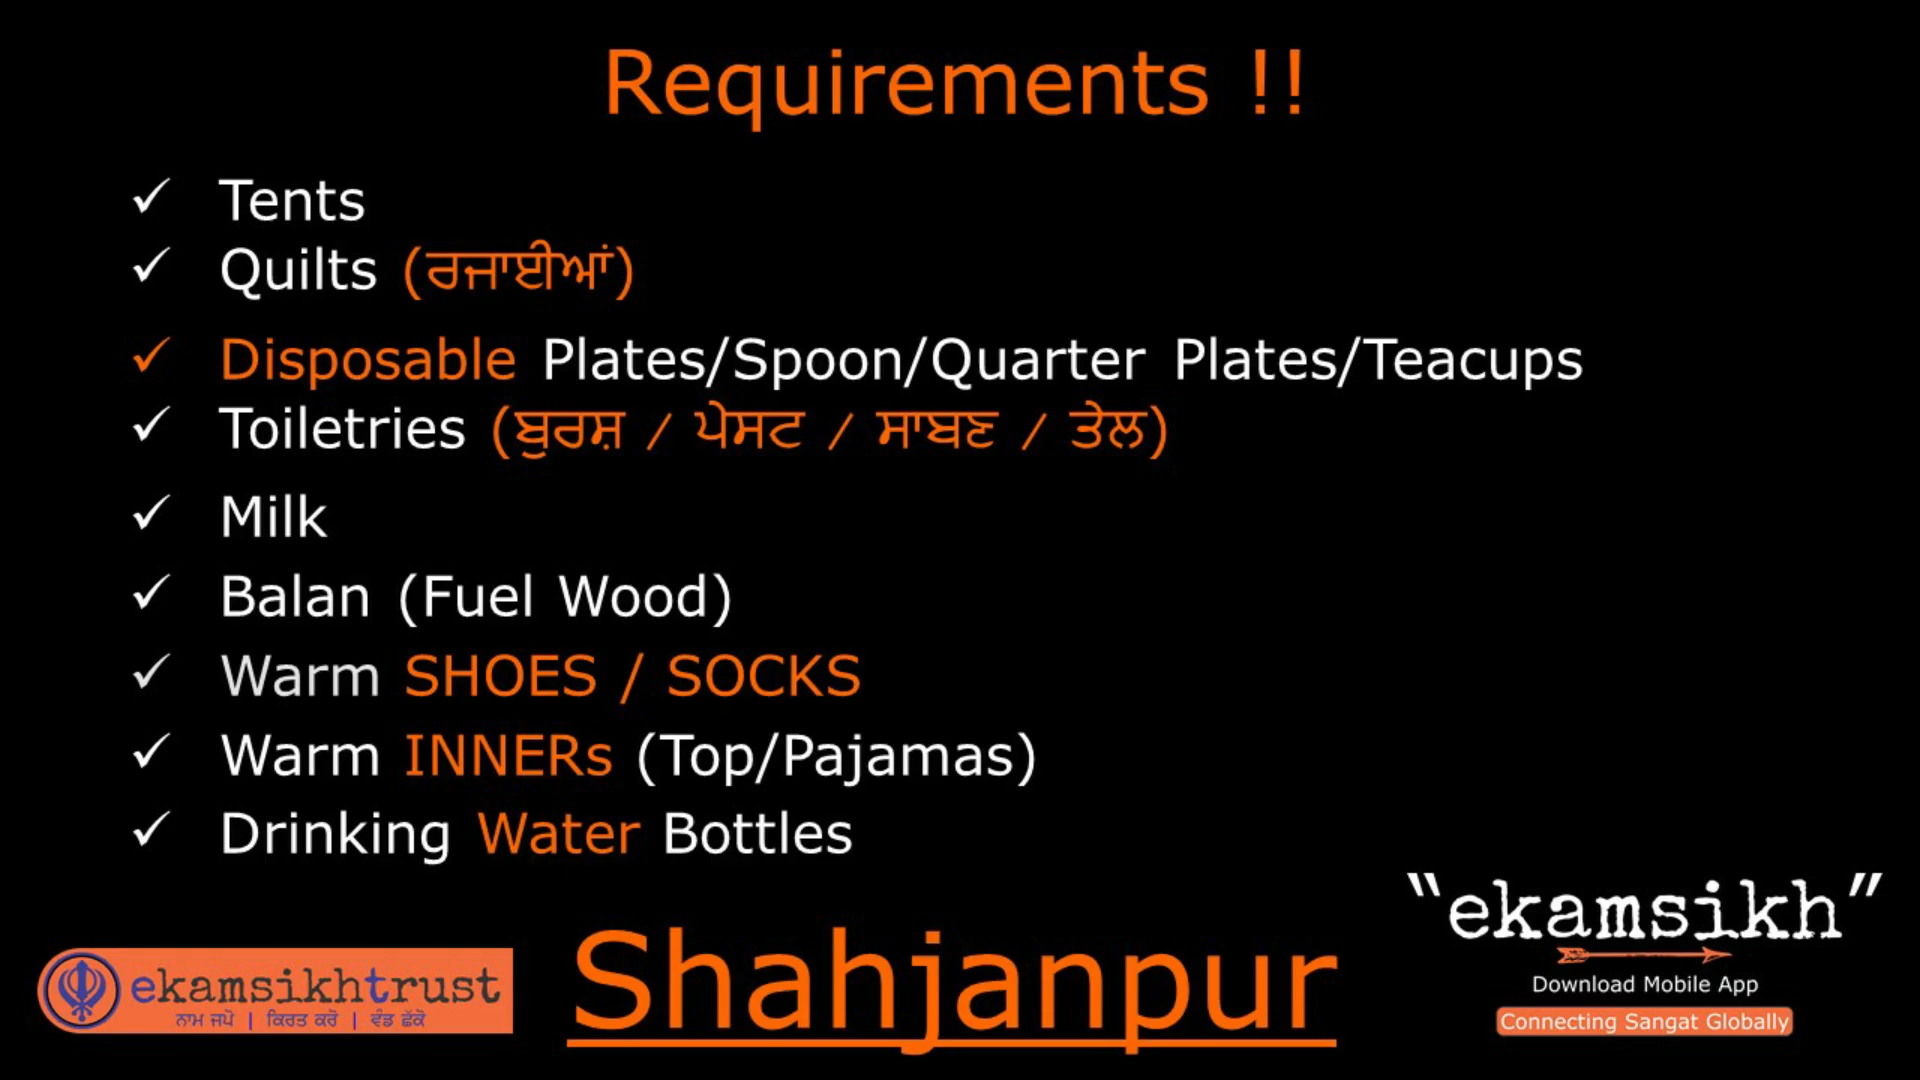 Requirements !!
✓ Tents
✓ Quilts (ਰਜਾਈਆਂ)
✓ Disposable Plates/Spoon/Quarter Plates/Teacups
✓ Toiletries (ਬੁਰਸ਼ / ਪੇਸਟ / ਸਾਬਣ / ਤੇਲ)
✓ Milk
✓ Balan (Fuel Wood)
✓ Warm SHOES / SOCKS
✓ Warm INNERs (Top/Pajamas)
✓ Drinking Water Bottles
ekamsikhtrust
ਨਾਮ ਜਪੋ | ਕਿਰਤ ਕਰੋ | ਵੰਡ ਛੱਕੋ
Shahjanpur
"ekamsikh"
Download Mobile App
Connecting Sangat Globally